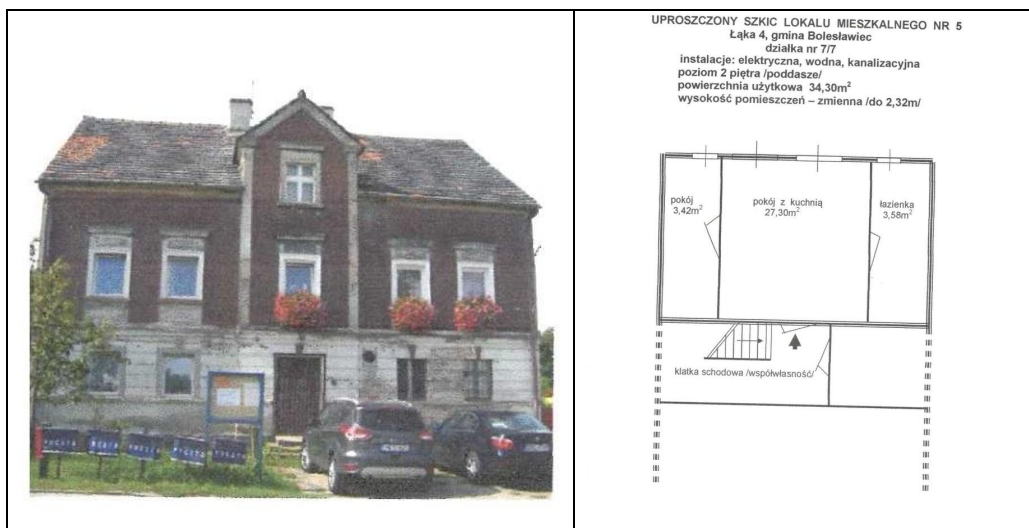 UPROSZCZONY SZKIC LOKALU MIESZKALNEGO NR 5
Łąka 4, gmina Bolesławiec
działka nr 7/7
instalacje: elektryczna, wodna, kanalizacyjna
poziom 2 piętra /poddasze/
powierzchnia użytkowa 34,30m²
wysokość pomieszczeń – zmienna /do 2,32m/
pokój
3,42m²
pokój z kuchnią
27,30m²
łazienka
3,58m²
klatka schodowa /współwłasność/